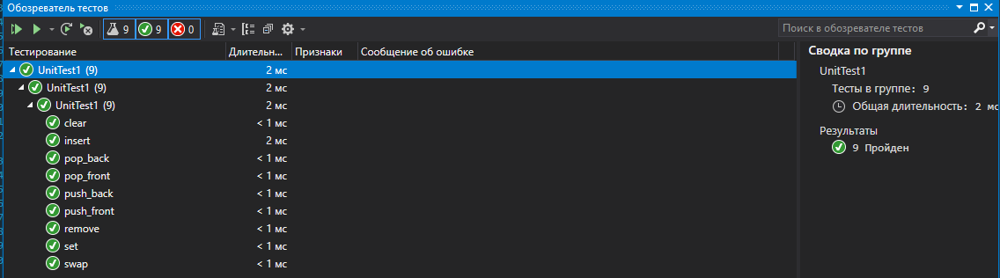 Обозреватель тестов
9 9 0 Поиск в обозревателе тестов
Тестирование Длительн... Признаки Сообщение об ошибке
UnitTest1 (9) 2 мс
UnitTest1 (9) 2 мс
UnitTest1 (9) 2 мс
clear < 1 мс
insert 2 мс
pop_back < 1 мс
pop_front < 1 мс
push_back < 1 мс
push_front < 1 мс
remove < 1 мс
set < 1 мс
swap < 1 мс
Сводка по группе
UnitTest1
Тесты в группе: 9
Общая длительность: 2 мс
Результаты
9 Пройден